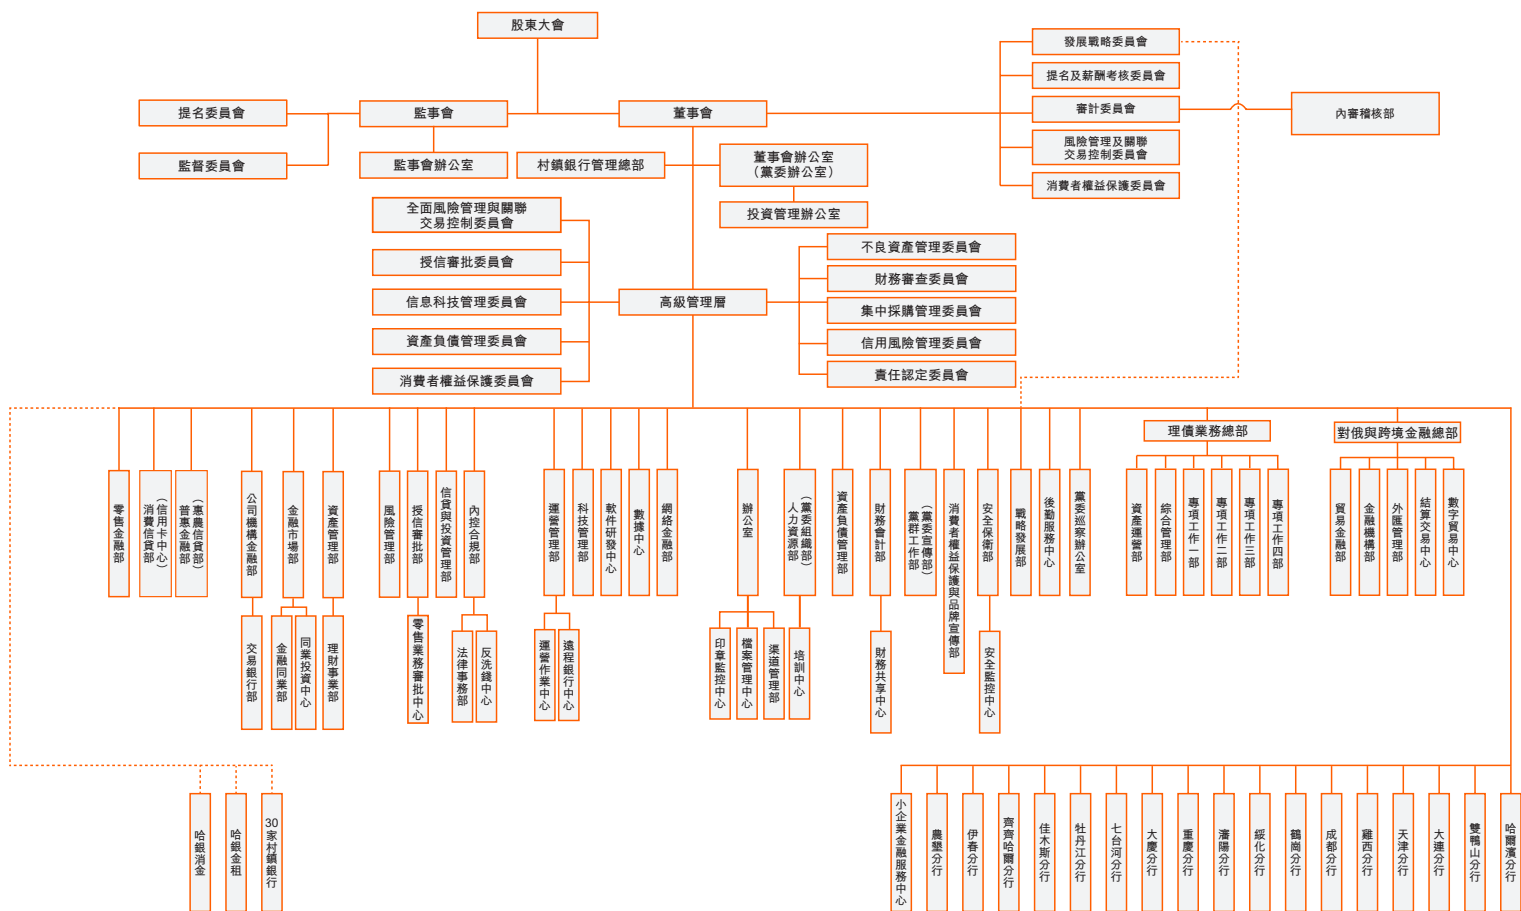 股東大會
發展戰略委員會
提名及薪酬考核委員會
提名委員會
監事會
董事會
審計委員會
內審稽核部
風險管理及關聯
交易控制委員會
監督委員會
監事會辦公室
村鎮銀行管理總部
董事會辦公室
（黨委辦公室）
消費者權益保護委員會
投資管理辦公室
全面風險管理與關聯
交易控制委員會
不良資產管理委員會
授信審批委員會
財務審查委員會
信息科技管理委員會
高級管理層
集中採購管理委員會
資產負債管理委員會
信用風險管理委員會
消費者權益保護委員會
責任認定委員會
理債業務總部
對俄與跨境金融總部
零售金融部
（信用卡中心）
消費信貸部
（惠農信貸部）
普惠金融部
公司機構金融部
金融市場部
資產管理部
風險管理部
授信審批部
信貸與投資管理部
內控合規部
運營管理部
科技管理部
軟件研發中心
數據中心
網絡金融部
辦公室
（黨委組織部）
人力資源部
資產負債管理部
財務會計部
（黨委宣傳部）
黨群工作部
消費者權益保護與品牌宣傳部
安全保衛部
戰略發展部
後勤服務中心
黨委巡察辦公室
資產運營部
綜合管理部
專項工作一部
專項工作二部
專項工作三部
專項工作四部
貿易金融部
金融機構部
外匯管理部
結算交易中心
數字貿易中心
交易銀行部
金融同業部
同業投資中心
理財事業部
零售業務審批中心
法律事務部
反洗錢中心
運營作業中心
遠程銀行中心
印章監控中心
檔案管理中心
渠道管理部
培訓中心
財務共享中心
安全監控中心
哈銀消金
哈銀金租
30家村鎮銀行
小企業金融服務中心
農墾分行
伊春分行
齊齊哈爾分行
佳木斯分行
牡丹江分行
七台河分行
大慶分行
重慶分行
瀋陽分行
綏化分行
鶴崗分行
成都分行
雞西分行
天津分行
大連分行
雙鴨山分行
哈爾濱分行